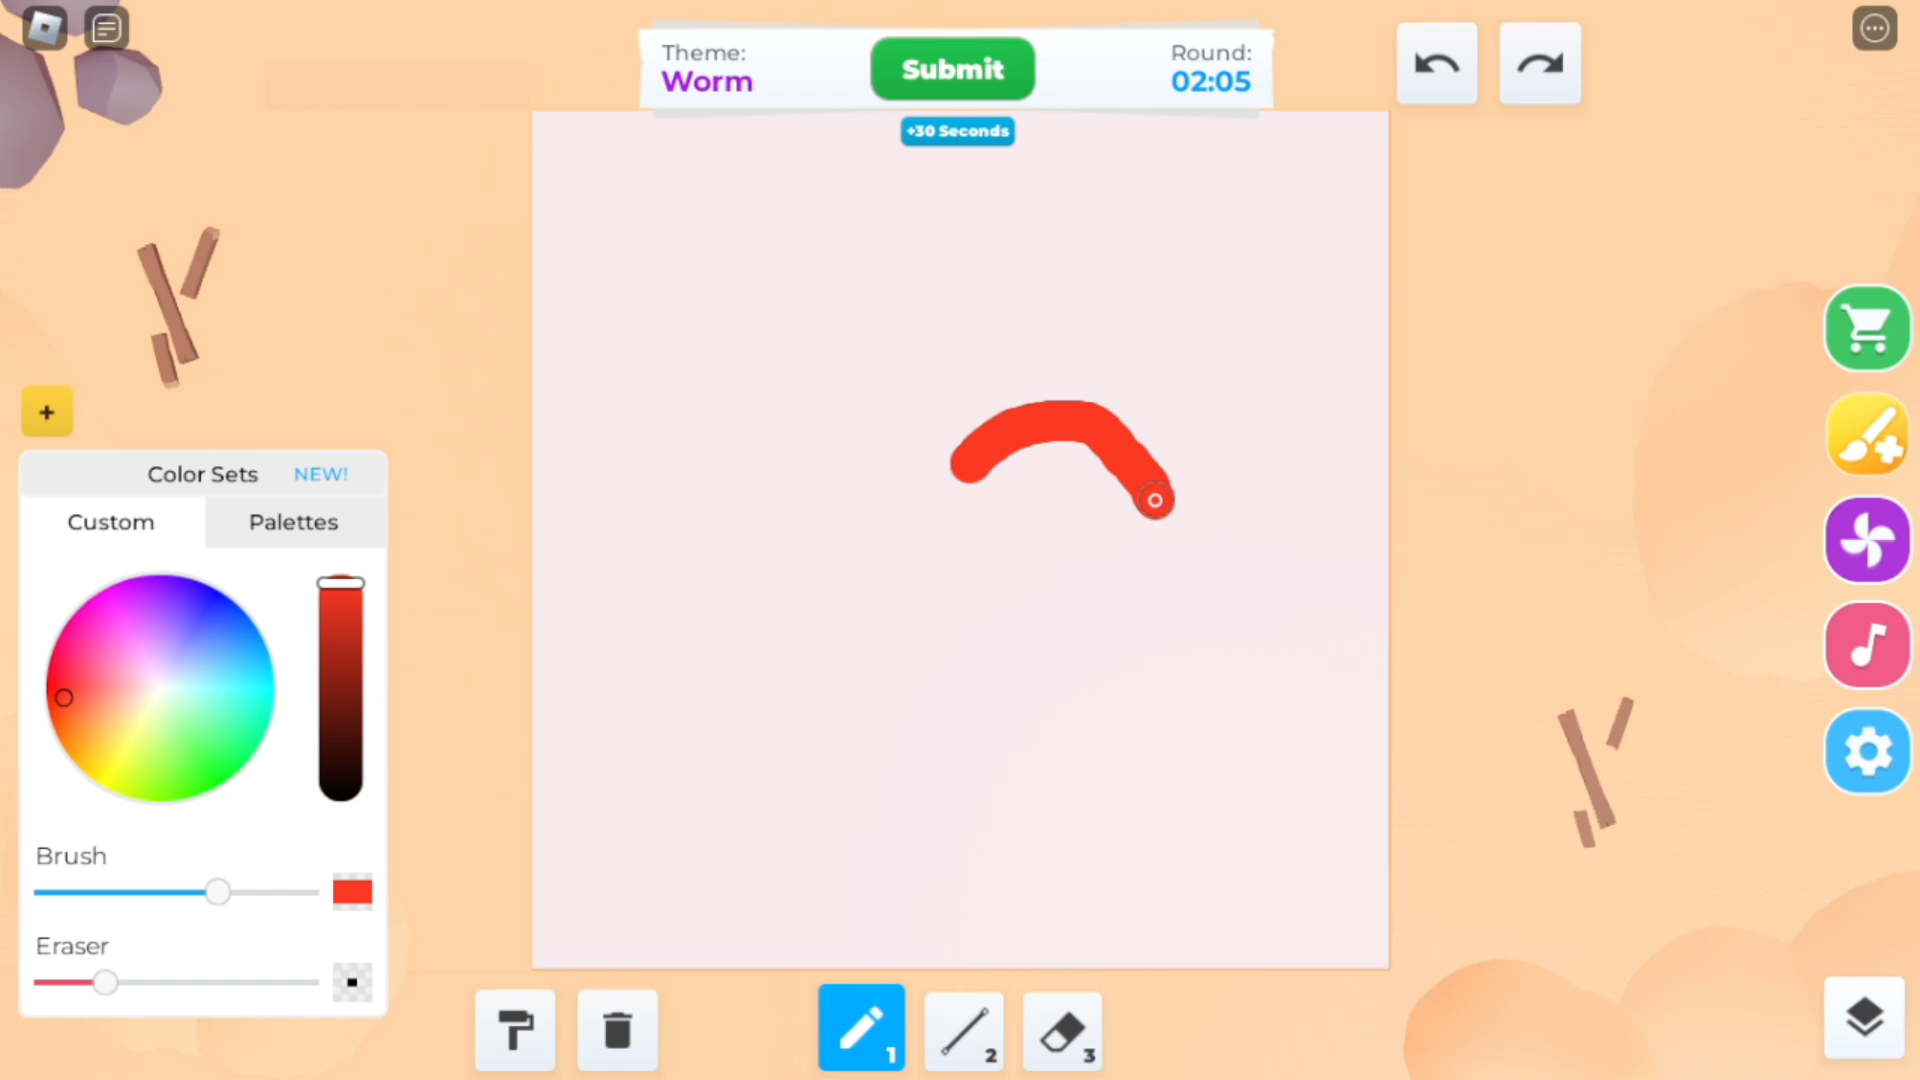 Theme:
Worm
Submit
Round:
02:05
+30 Seconds
+
Color Sets NEW!
Custom
Palettes
Brush
Eraser
1
2
3